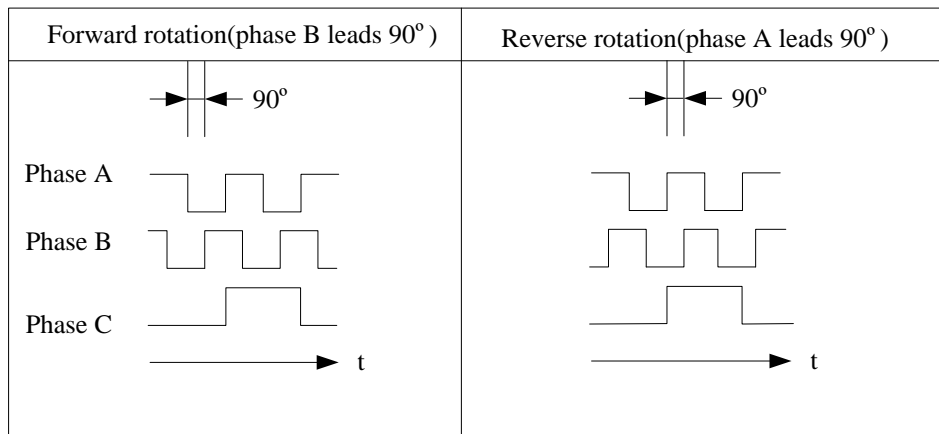 Forward rotation(phase B leads 90º )
Reverse rotation(phase A leads 90º )
90º
90º
Phase A
Phase B
Phase C
t
t